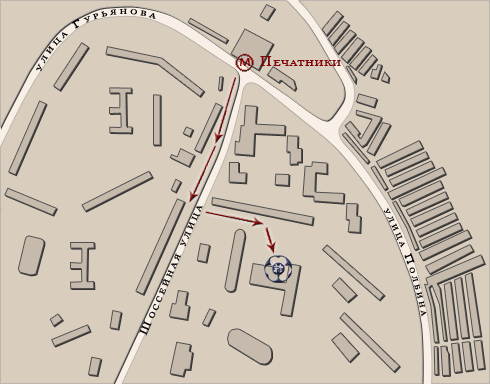 улица Гурьянова
М Печатники
Шоссейная улица
улица Полбина